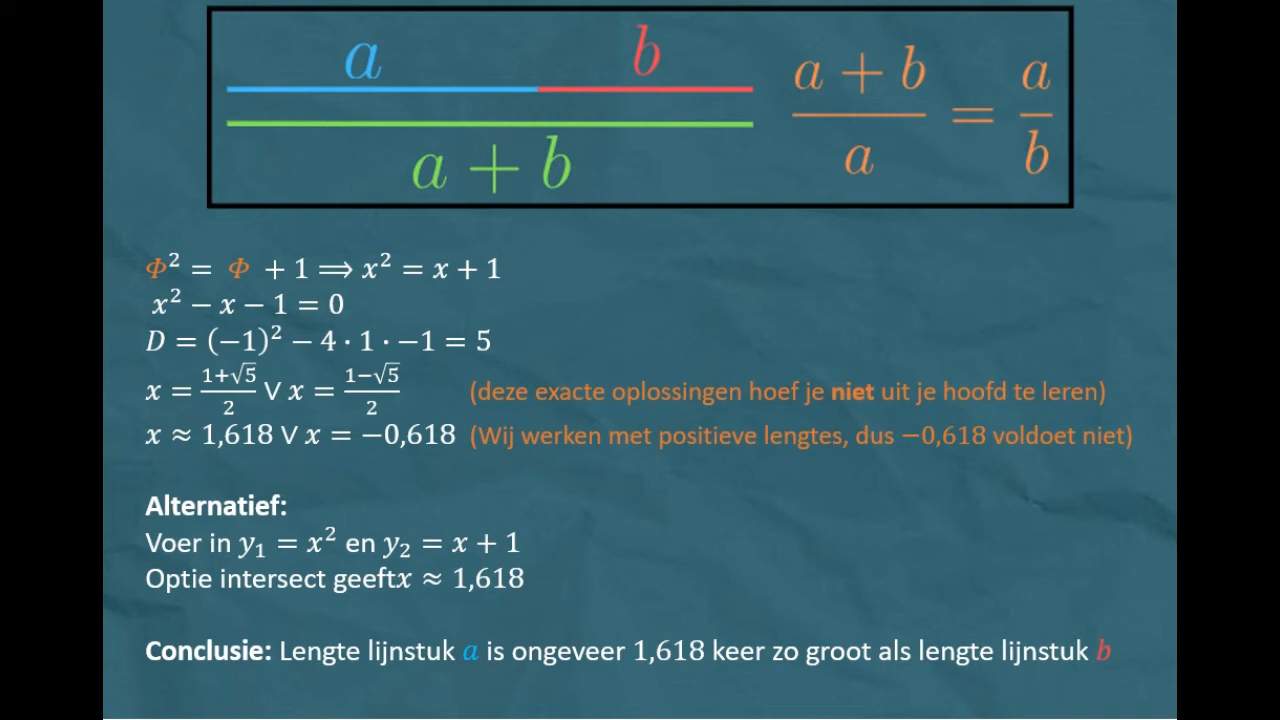 a b
a + b
a + b / a = a / b
Φ² = Φ + 1 ⟹ x² = x + 1
x² − x − 1 = 0
D = (−1)² − 4 · 1 · −1 = 5
x = (1+√5)/2 V x = (1−√5)/2 (deze exacte oplossingen hoef je niet uit je hoofd te leren)
x ≈ 1,618 V x = −0,618 (Wij werken met positieve lengtes, dus −0,618 voldoet niet)
Alternatief:
Voer in y₁ = x² en y₂ = x + 1
Optie intersect geeft x ≈ 1,618
Conclusie: Lengte lijnstuk a is ongeveer 1,618 keer zo groot als lengte lijnstuk b